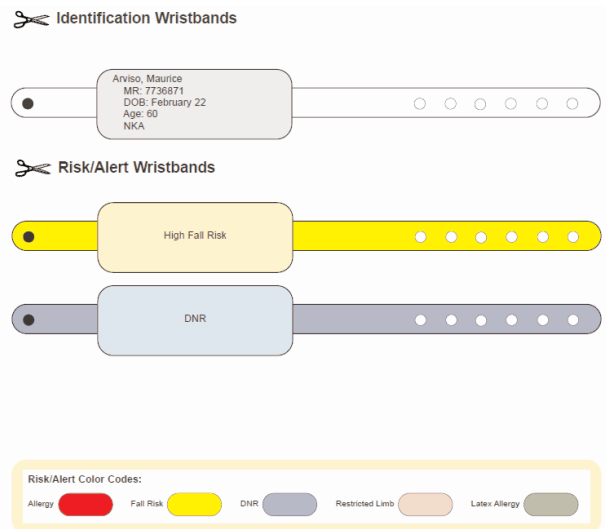 Identification Wristbands
Arviso, Maurice
MR: 7736871
DOB: February 22
Age: 60
NKA
Risk/Alert Wristbands
High Fall Risk
DNR
Risk/Alert Color Codes:
Allergy Fall Risk DNR Restricted Limb Latex Allergy